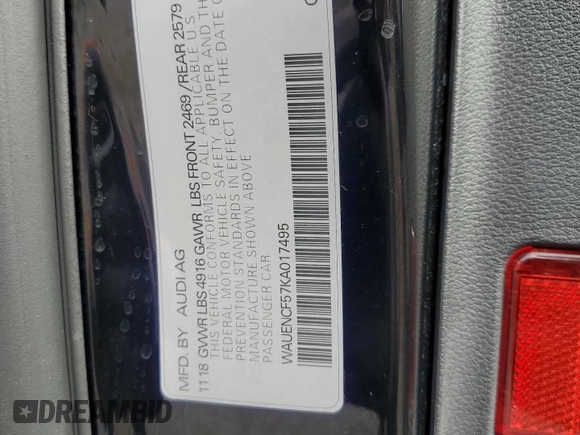 MFD. BY AUDI AG
11 18 GVWR LBS 4916 GAWR LBS FRONT 2469 / REAR 2579
THIS VEHICLE CONFORMS TO ALL APPLICABLE U.S.
FEDERAL MOTOR VEHICLE SAFETY, BUMPER AND THE
PREVENTION STANDARDS IN EFFECT ON THE DATE O
MANUFACTURE SHOWN ABOVE
PASSENGER CAR
WAUENCF57KA017495
DREAMBID